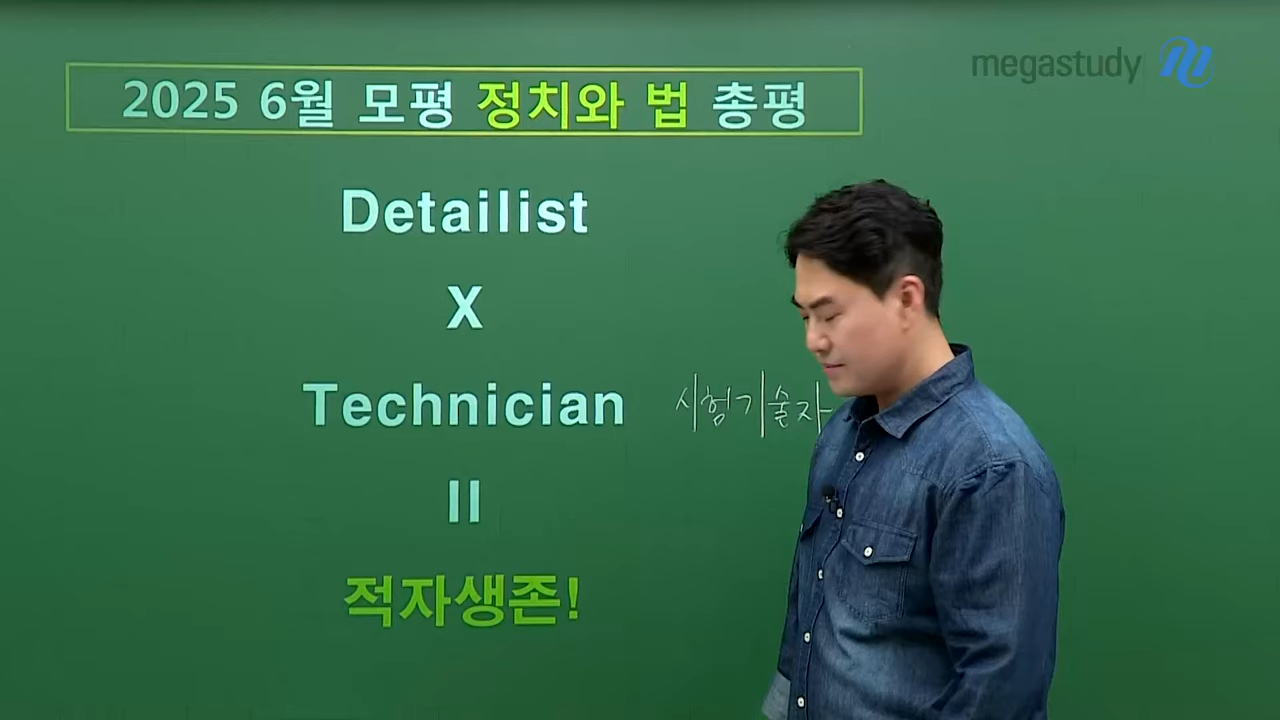 megastudy
2025 6월 모평 정치와 법 총평
Detailist
X
Technician 시험기술자
||
적자생존!